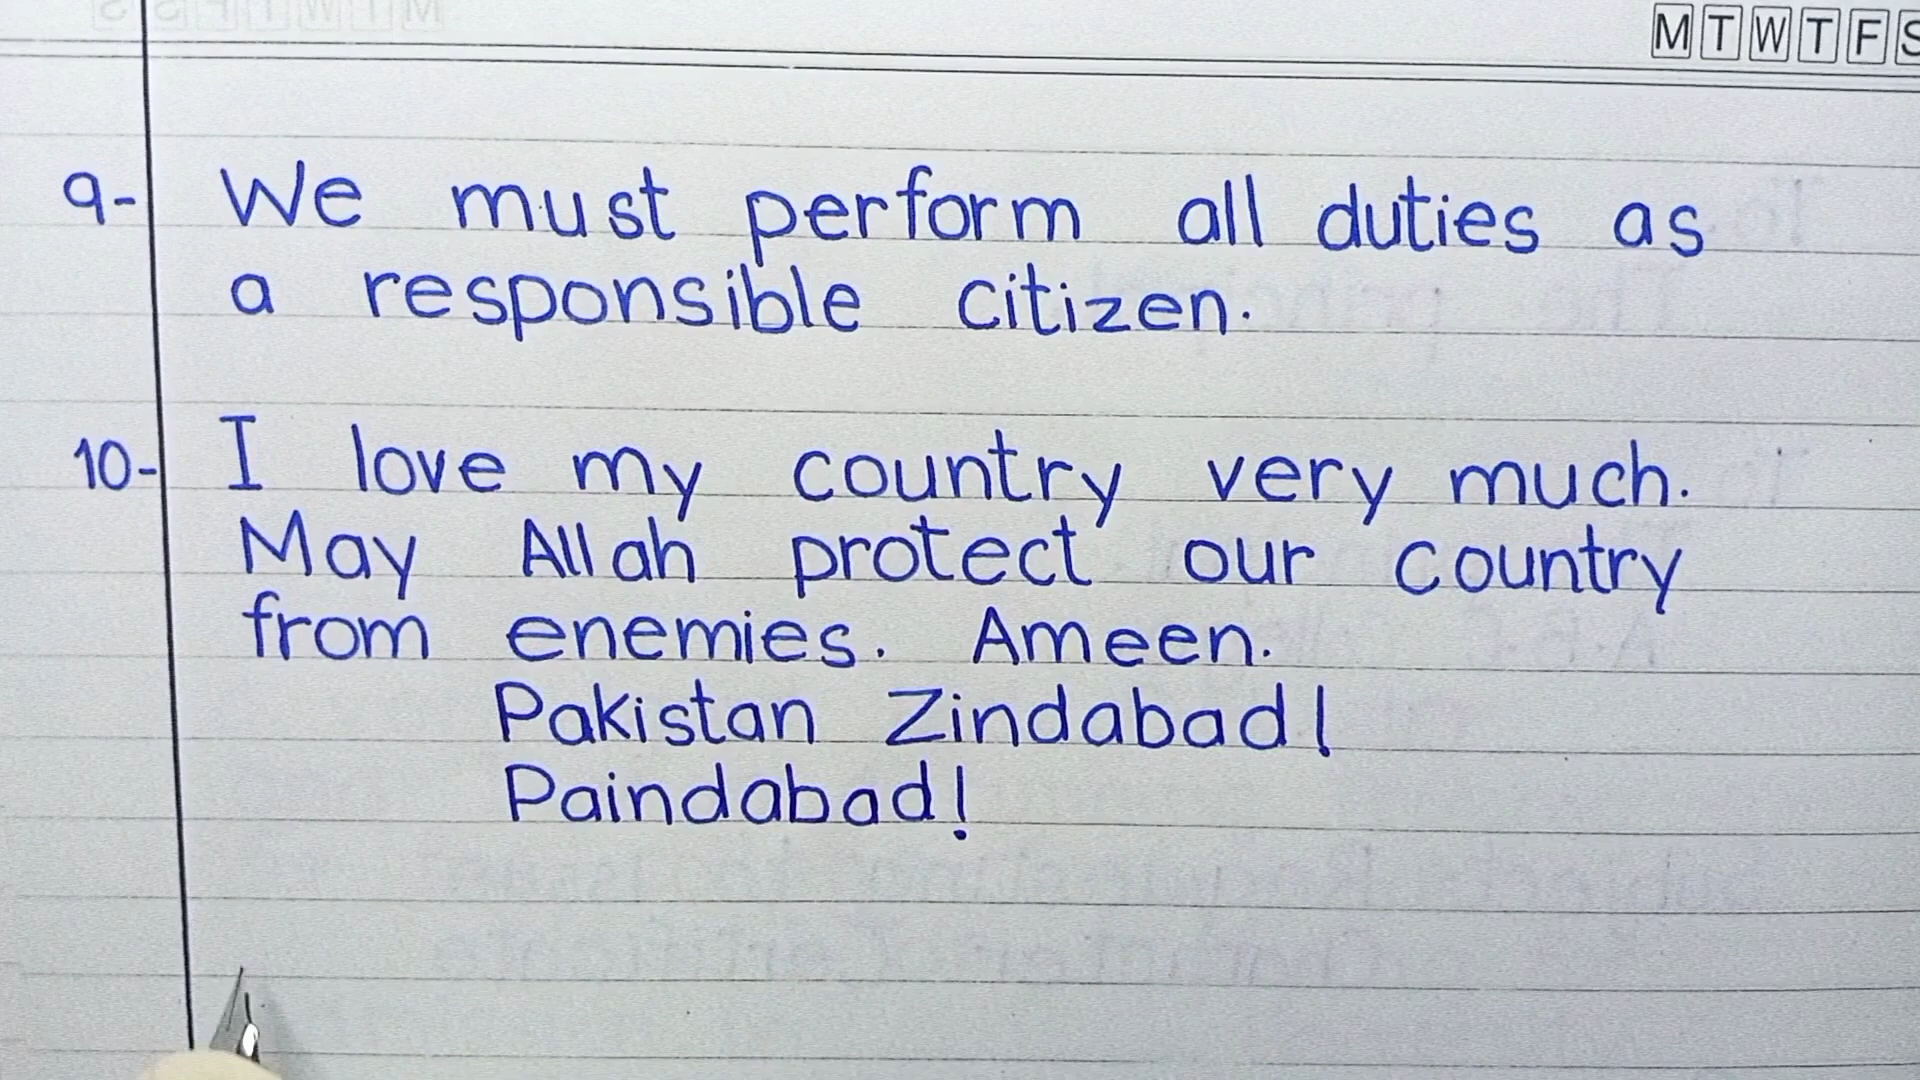 M T W T F S
9- We must perform all duties as
a responsible citizen.
10- I love my country very much.
May Allah protect our country
from enemies. Ameen.
Pakistan Zindabad!
Paindabad!